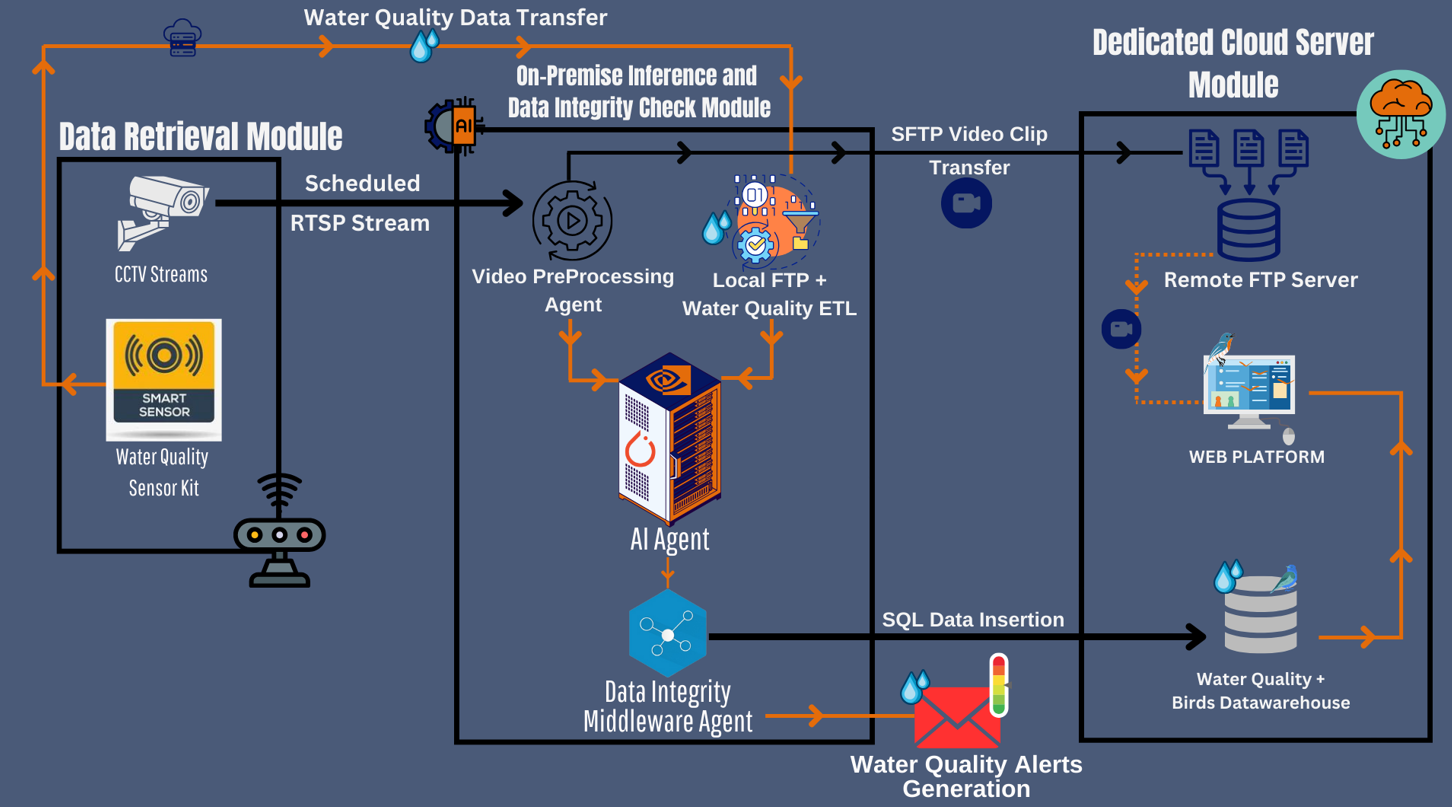 Water Quality Data Transfer
Dedicated Cloud Server
Module
On-Premise Inference and
Data Integrity Check Module
AI
Data Retrieval Module
SFTP Video Clip
Transfer
Scheduled
RTSP Stream
01
CCTV Streams
Video PreProcessing
Agent
Local FTP +
Water Quality ETL
Remote FTP Server
SMART
SENSOR
Water Quality
Sensor Kit
WEB PLATFORM
AI Agent
SQL Data Insertion
Data Integrity
Middleware Agent
Water Quality +
Birds Datawarehouse
Water Quality Alerts
Generation